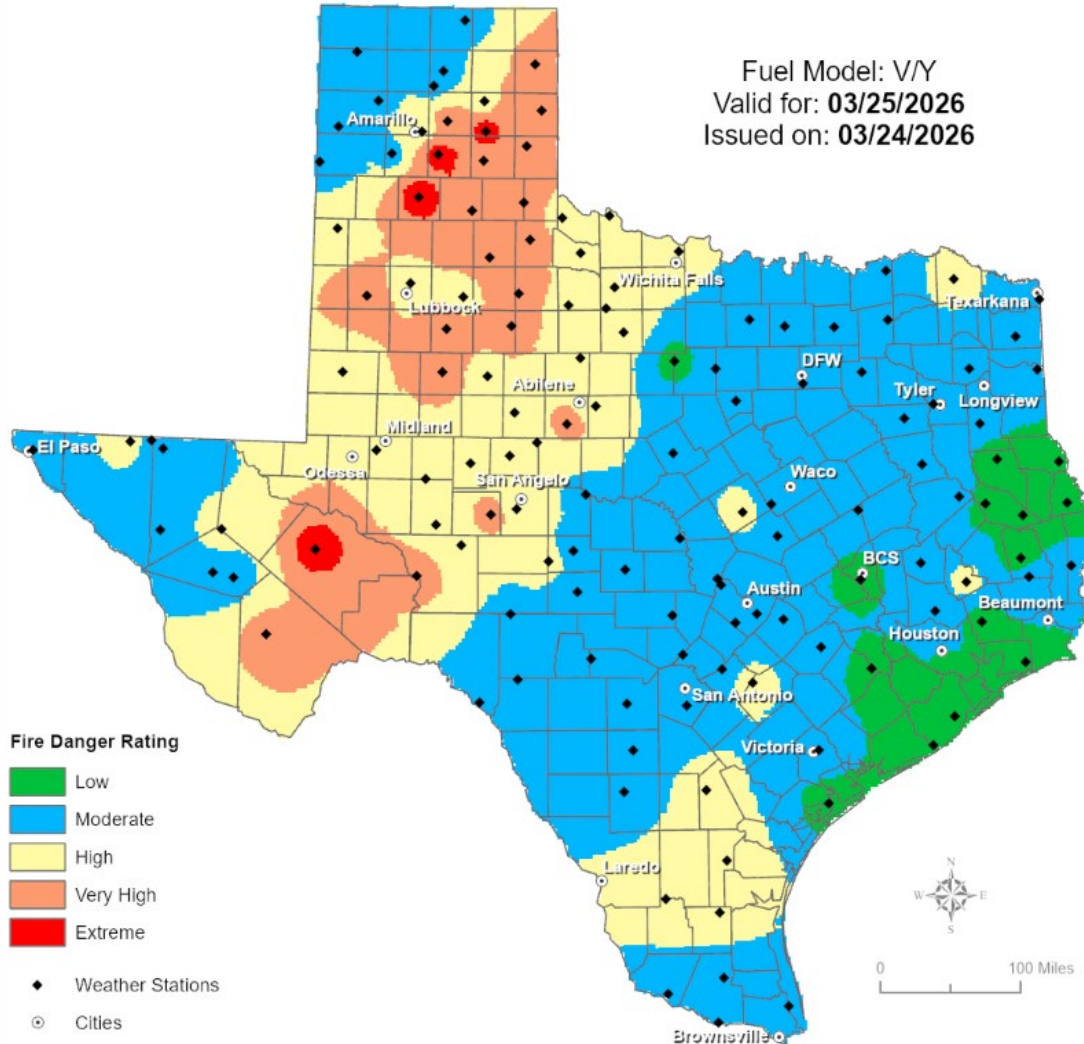 Fuel Model: V/Y
Valid for: 03/25/2026
Issued on: 03/24/2026
Amarillo
Wichita Falls
Lubbock
Texarkana
DFW
Abilene
Tyler
Longview
Midland
El Paso
Odessa
San Angelo
Waco
BCS
Austin
Beaumont
Houston
San Antonio
Victoria
Laredo
Brownsville
Fire Danger Rating
Low
Moderate
High
Very High
Extreme
Weather Stations
Cities
N
W E
S
0 100 Miles